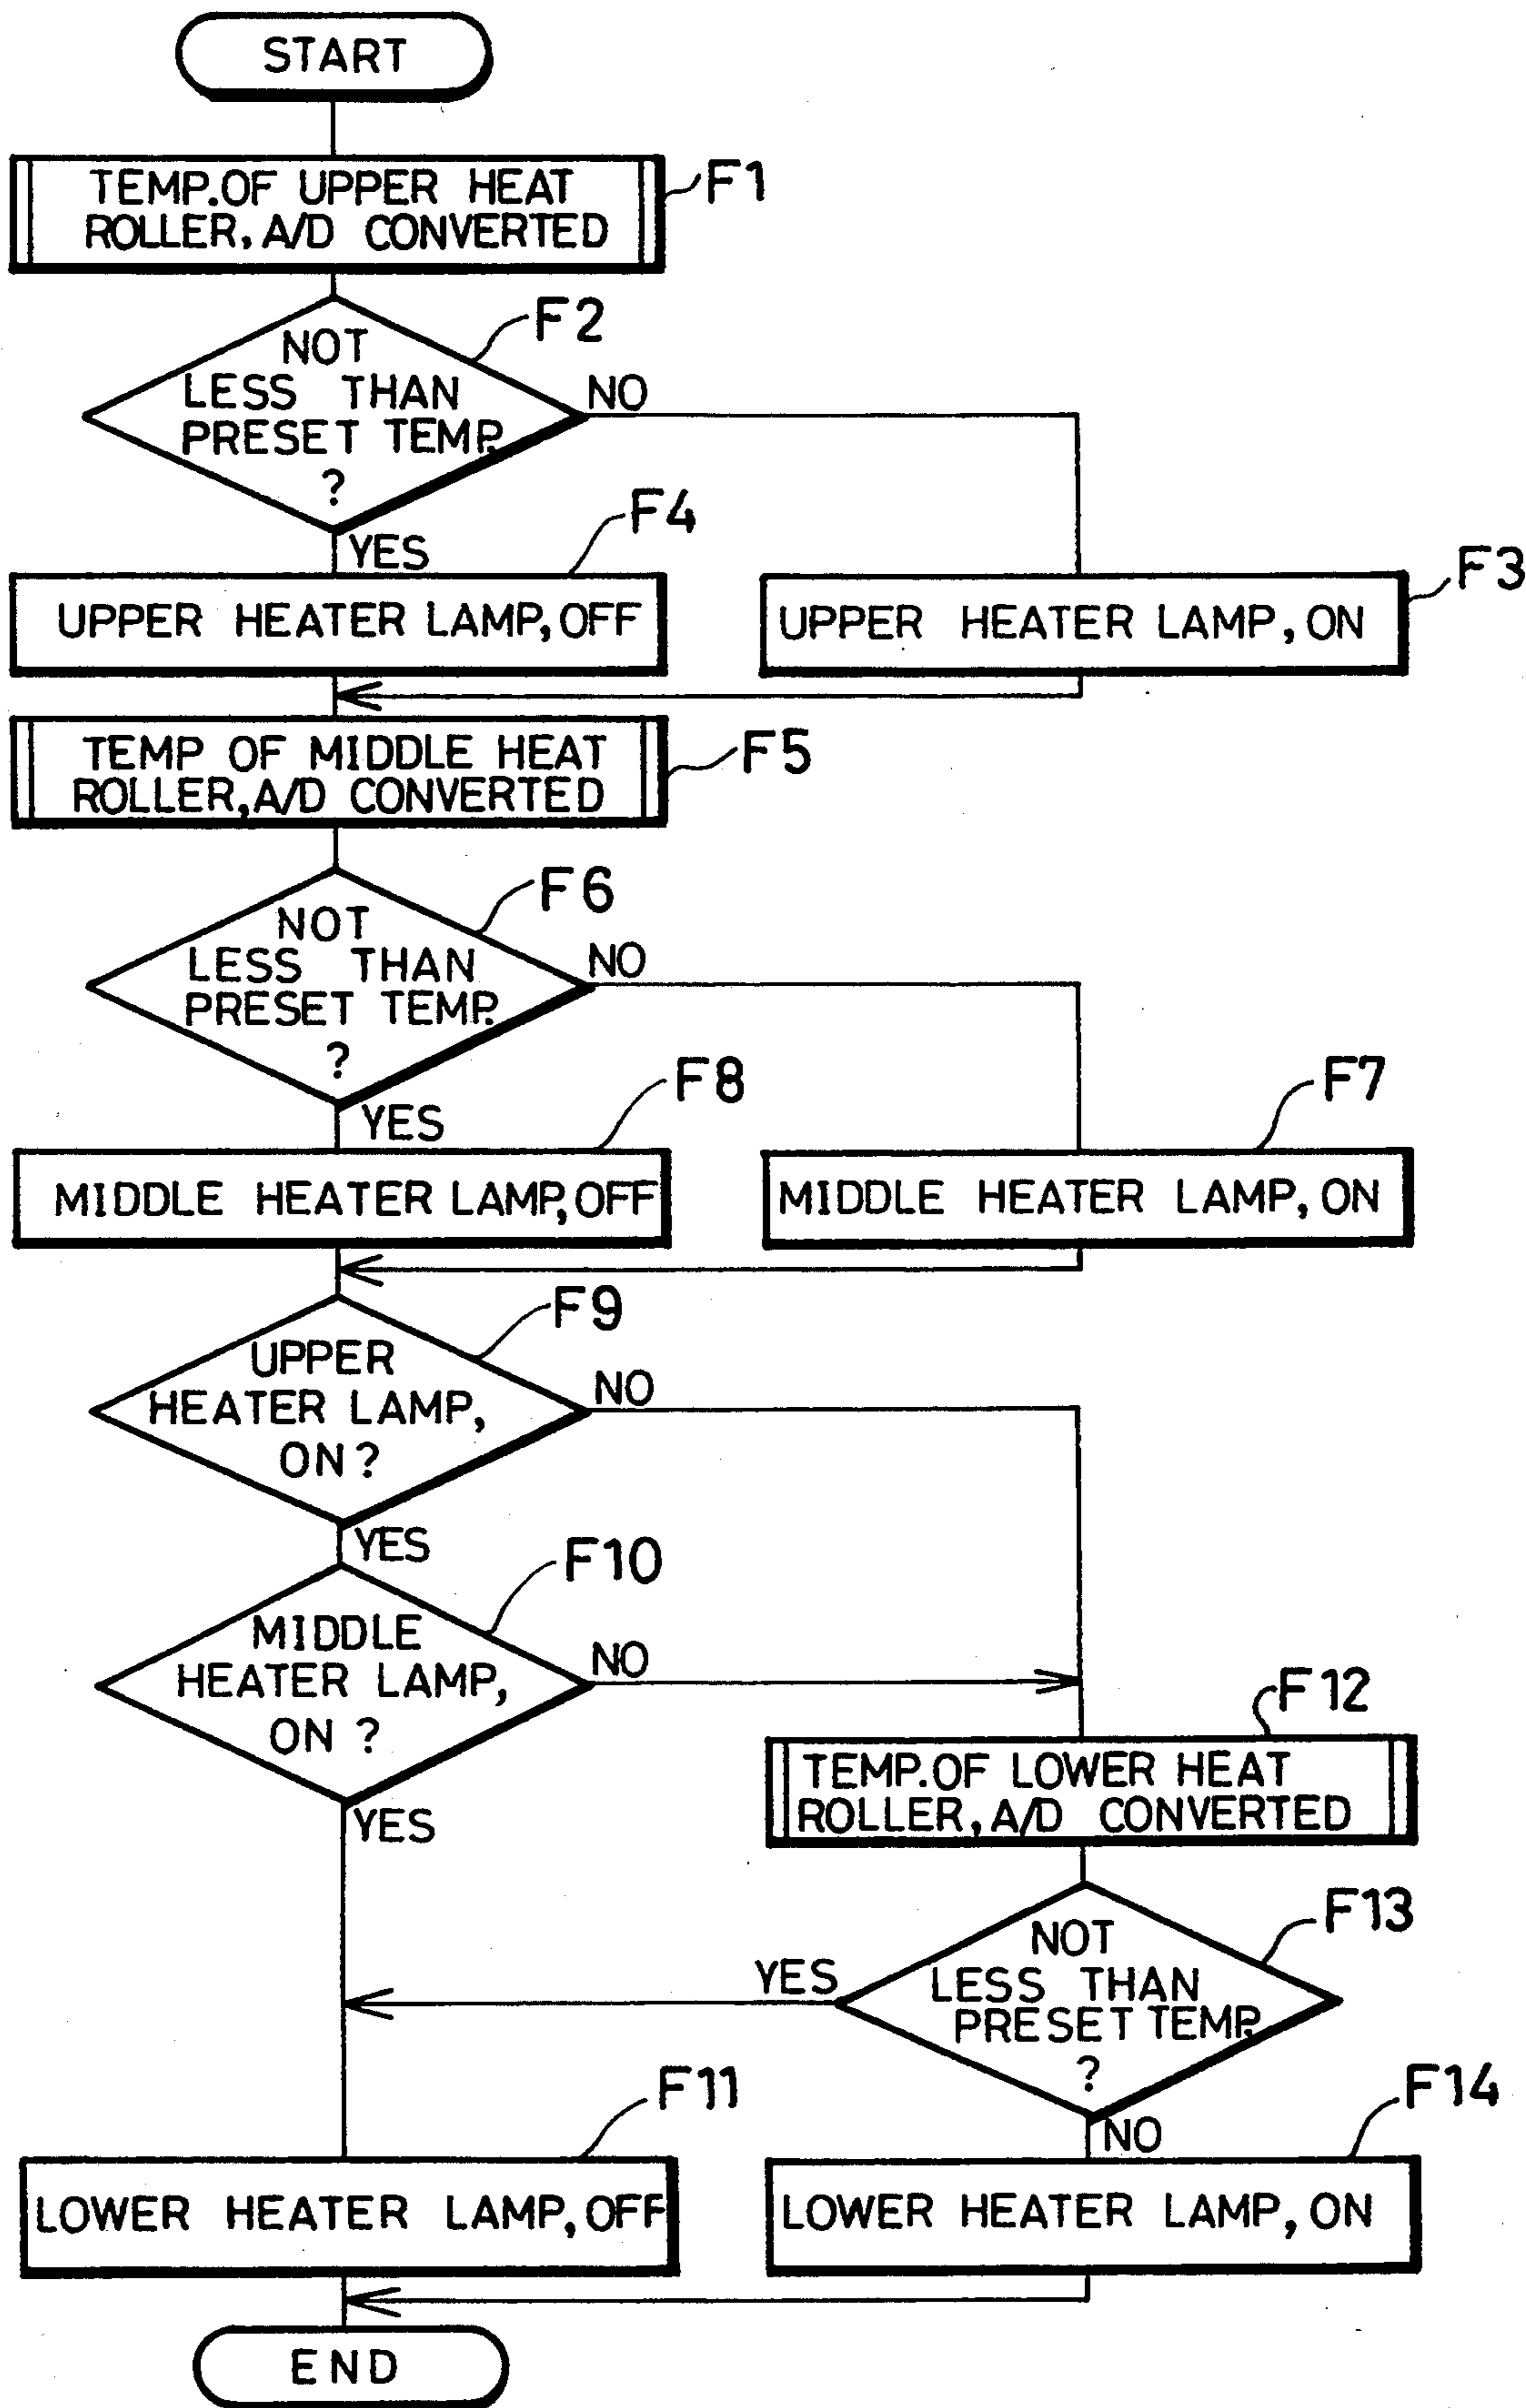 START
TEMP. OF UPPER HEAT
ROLLER, A/D CONVERTED
F1
NOT
LESS THAN
PRESET TEMP.
?
F2
NO
YES
F4
UPPER HEATER LAMP, OFF
F3
UPPER HEATER LAMP, ON
TEMP OF MIDDLE HEAT
ROLLER, A/D CONVERTED
F5
NOT
LESS THAN
PRESET TEMP.
?
F6
NO
YES
F8
MIDDLE HEATER LAMP, OFF
F7
MIDDLE HEATER LAMP, ON
F9
UPPER
HEATER LAMP,
ON?
NO
YES
F10
MIDDLE
HEATER LAMP,
ON ?
NO
YES
F12
TEMP. OF LOWER HEAT
ROLLER, A/D CONVERTED
F13
NOT
LESS THAN
PRESET TEMP.
?
YES
NO
F11
LOWER HEATER LAMP, OFF
F14
LOWER HEATER LAMP, ON
END